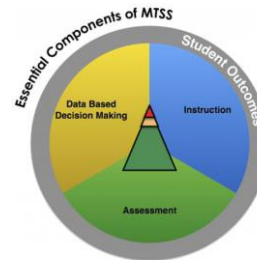 Essential Components of MTSS
Student Outcomes
Data Based
Decision Making
Instruction
Assessment